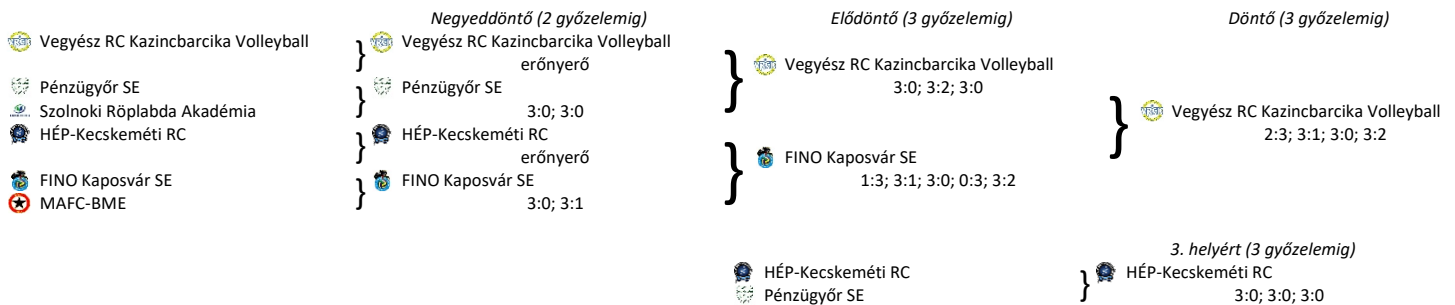 Negyeddöntő (2 győzelemig)
Elődöntő (3 győzelemig)
Döntő (3 győzelemig)
Vegyész RC Kazincbarcika Volleyball
Vegyész RC Kazincbarcika Volleyball
erőnyerő
Vegyész RC Kazincbarcika Volleyball
3:0; 3:2; 3:0
Pénzügyőr SE
Szolnoki Röplabda Akadémia
Pénzügyőr SE
3:0; 3:0
Vegyész RC Kazincbarcika Volleyball
2:3; 3:1; 3:0; 3:2
HÉP-Kecskeméti RC
HÉP-Kecskeméti RC
erőnyerő
FINO Kaposvár SE
1:3; 3:1; 3:0; 0:3; 3:2
FINO Kaposvár SE
MAFC-BME
FINO Kaposvár SE
3:0; 3:1
3. helyért (3 győzelemig)
HÉP-Kecskeméti RC
Pénzügyőr SE
HÉP-Kecskeméti RC
3:0; 3:0; 3:0